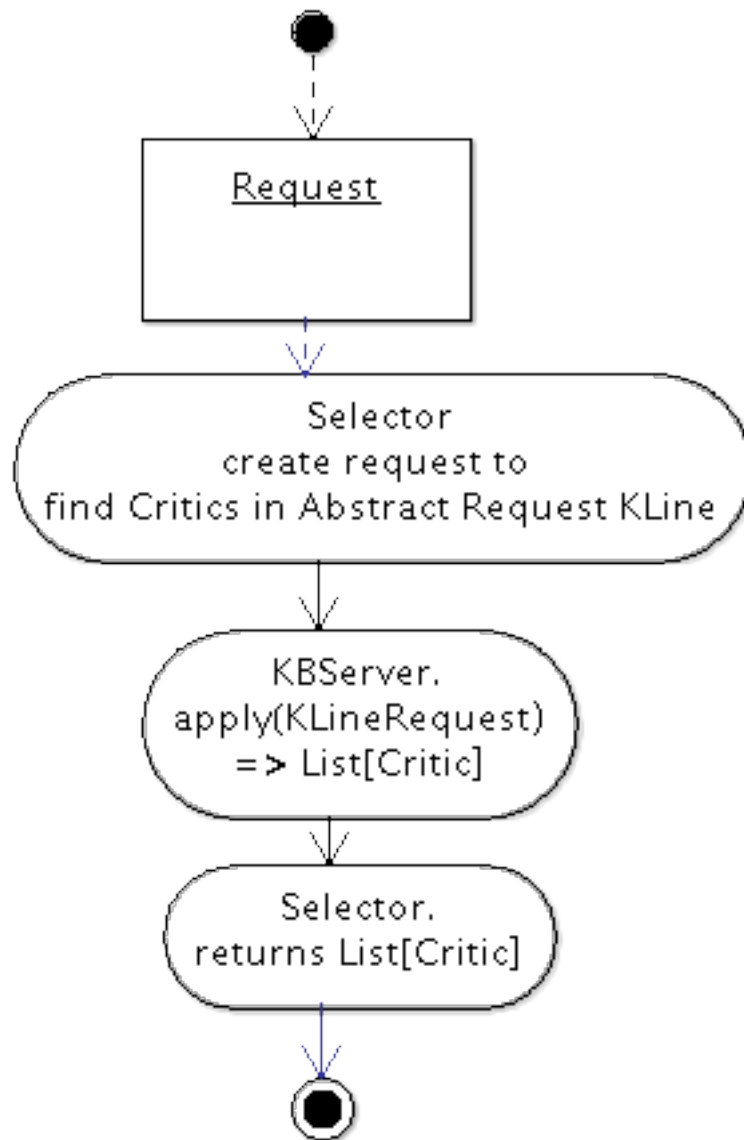 Request
Selector
create request to
find Critics in Abstract Request KLine
KBServer.
apply(KLineRequest)
=> List[Critic]
Selector.
returns List[Critic]